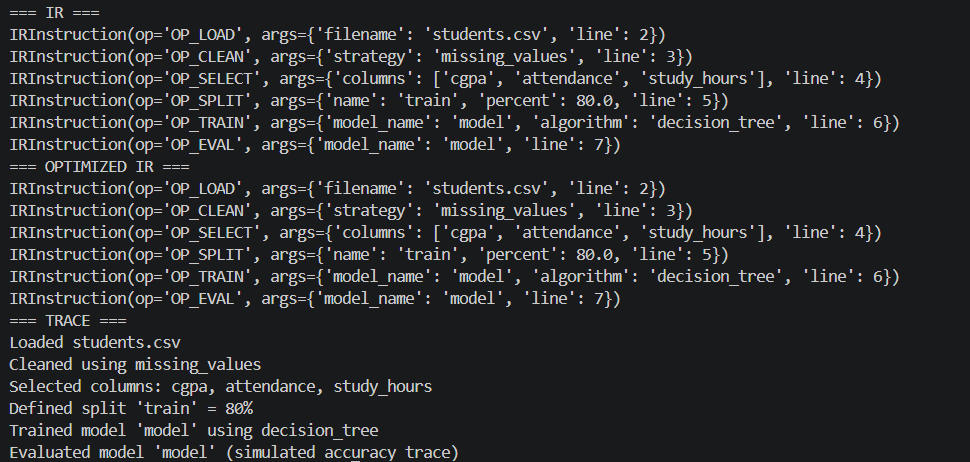 === IR ===
IRInstruction(op='OP_LOAD', args={'filename': 'students.csv', 'line': 2})
IRInstruction(op='OP_CLEAN', args={'strategy': 'missing_values', 'line': 3})
IRInstruction(op='OP_SELECT', args={'columns': ['cgpa', 'attendance', 'study_hours'], 'line': 4})
IRInstruction(op='OP_SPLIT', args={'name': 'train', 'percent': 80.0, 'line': 5})
IRInstruction(op='OP_TRAIN', args={'model_name': 'model', 'algorithm': 'decision_tree', 'line': 6})
IRInstruction(op='OP_EVAL', args={'model_name': 'model', 'line': 7})
=== OPTIMIZED IR ===
IRInstruction(op='OP_LOAD', args={'filename': 'students.csv', 'line': 2})
IRInstruction(op='OP_CLEAN', args={'strategy': 'missing_values', 'line': 3})
IRInstruction(op='OP_SELECT', args={'columns': ['cgpa', 'attendance', 'study_hours'], 'line': 4})
IRInstruction(op='OP_SPLIT', args={'name': 'train', 'percent': 80.0, 'line': 5})
IRInstruction(op='OP_TRAIN', args={'model_name': 'model', 'algorithm': 'decision_tree', 'line': 6})
IRInstruction(op='OP_EVAL', args={'model_name': 'model', 'line': 7})
=== TRACE ===
Loaded students.csv
Cleaned using missing_values
Selected columns: cgpa, attendance, study_hours
Defined split 'train' = 80%
Trained model 'model' using decision_tree
Evaluated model 'model' (simulated accuracy trace)